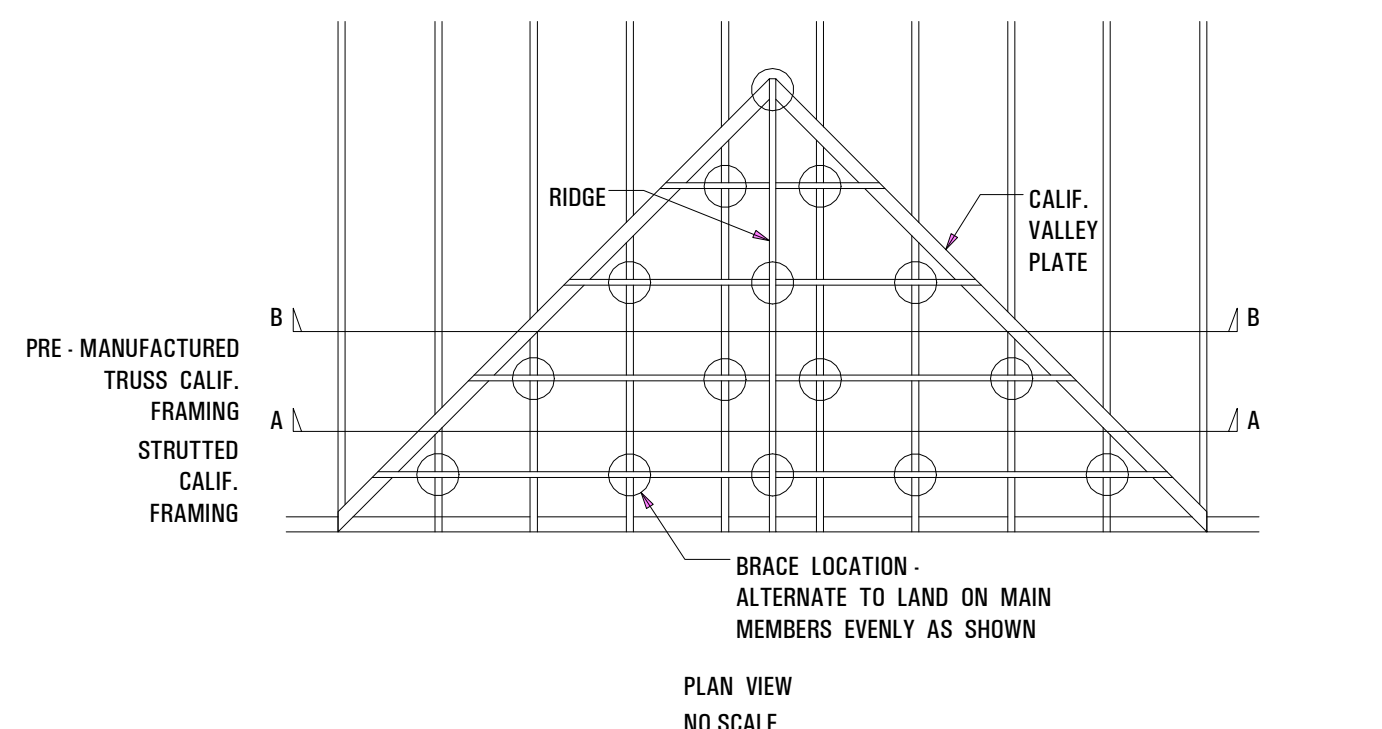 RIDGE
CALIF.
VALLEY
PLATE
B
B
PRE - MANUFACTURED
TRUSS CALIF.
FRAMING
A
A
STRUTTED
CALIF.
FRAMING
BRACE LOCATION -
ALTERNATE TO LAND ON MAIN
MEMBERS EVENLY AS SHOWN
PLAN VIEW
NO SCALE